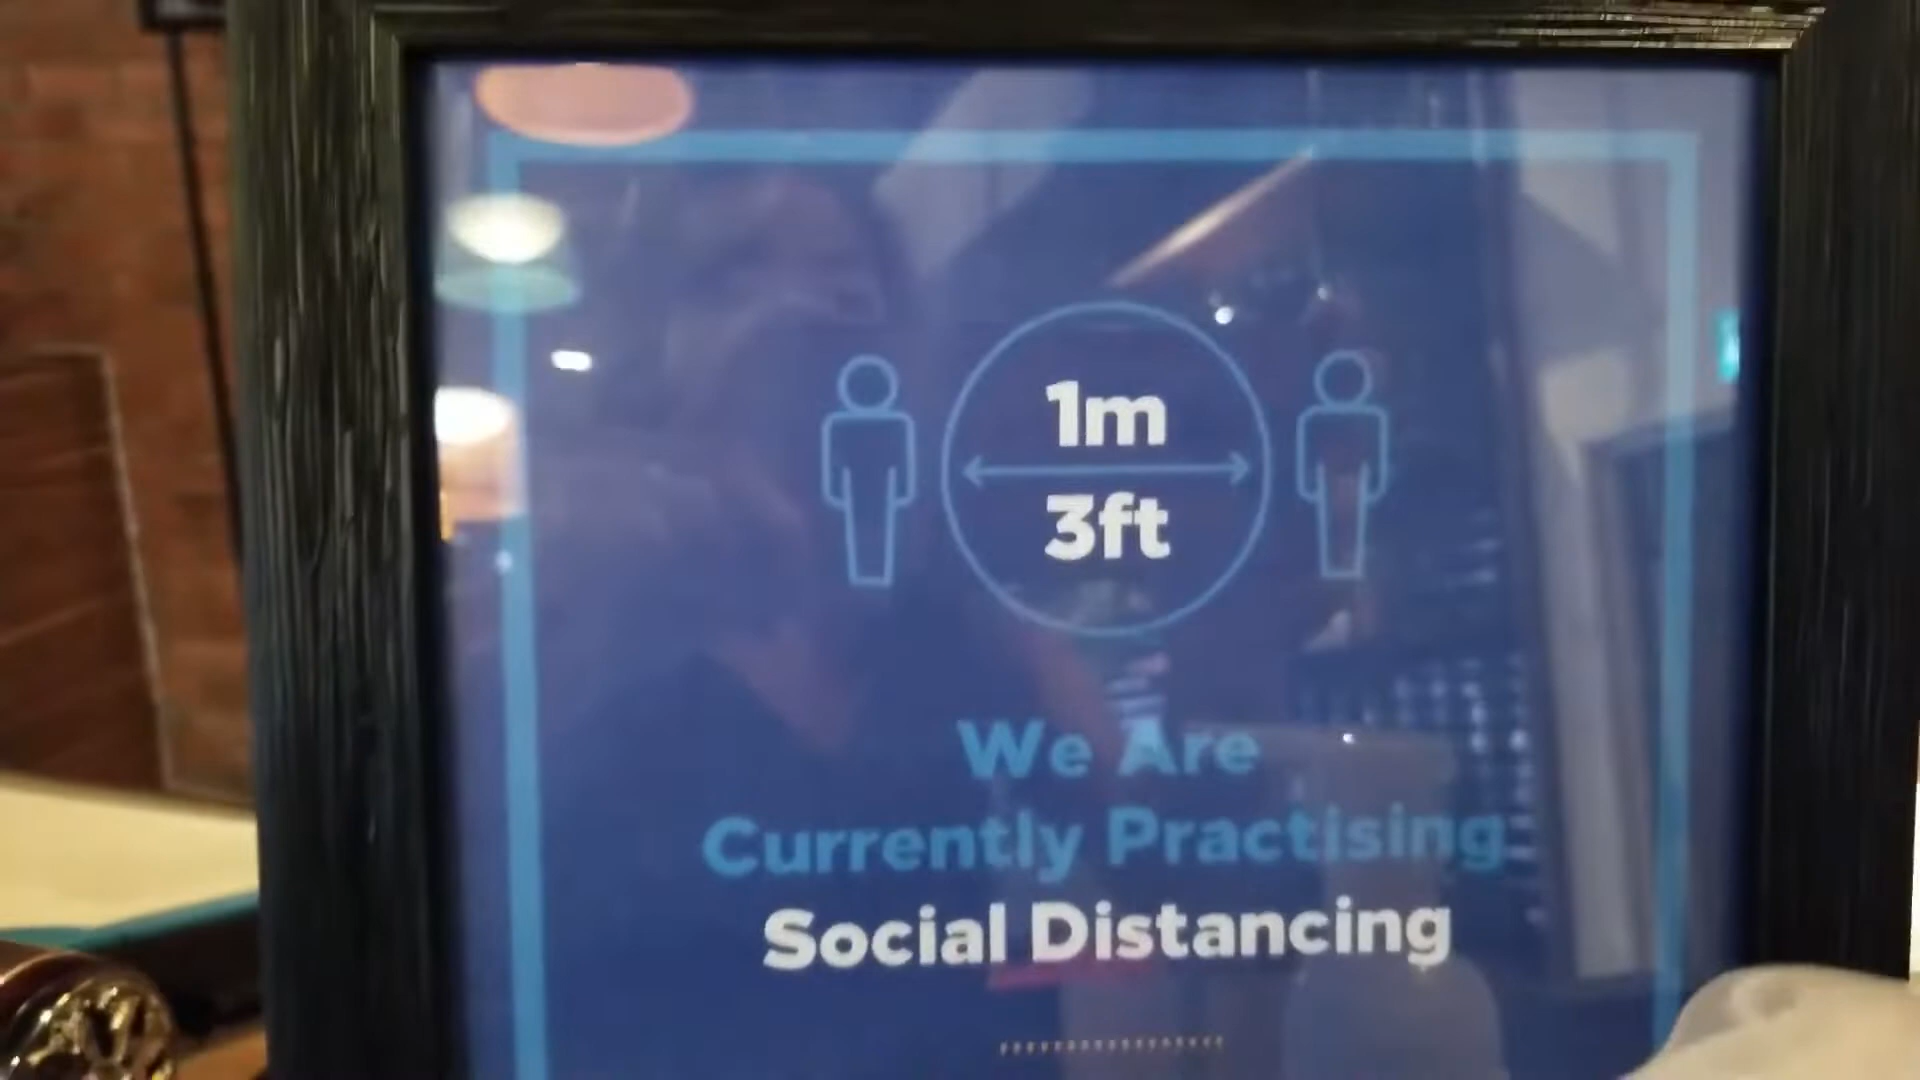 1m
3ft
We Are
Currently Practising
Social Distancing